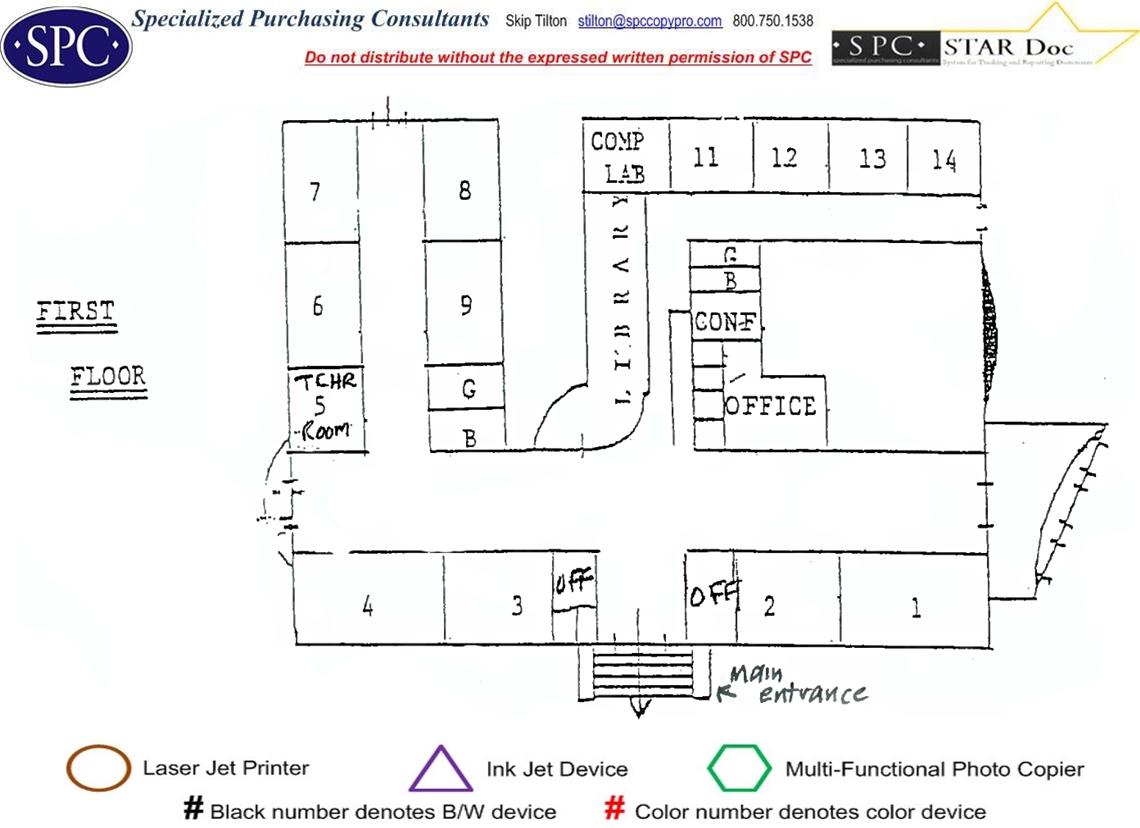 Specialized Purchasing Consultants Skip Tilton stilton@spccopypro.com 800.750.1538
·SPC·
Do not distribute without the expressed written permission of SPC
·SPC· STAR Doc
specialized purchasing consultants System for Tracking and Reporting Documents
COMP
LAB
11
12
13
14
7
8
LIBRARY
G
B
6
9
CONF
FIRST
FLOOR
TCHR
5
ROOM
G
B
OFFICE
4
3
OFF
OFF
2
1
Main
entrance
Laser Jet Printer
Ink Jet Device
Multi-Functional Photo Copier
# Black number denotes B/W device
# Color number denotes color device